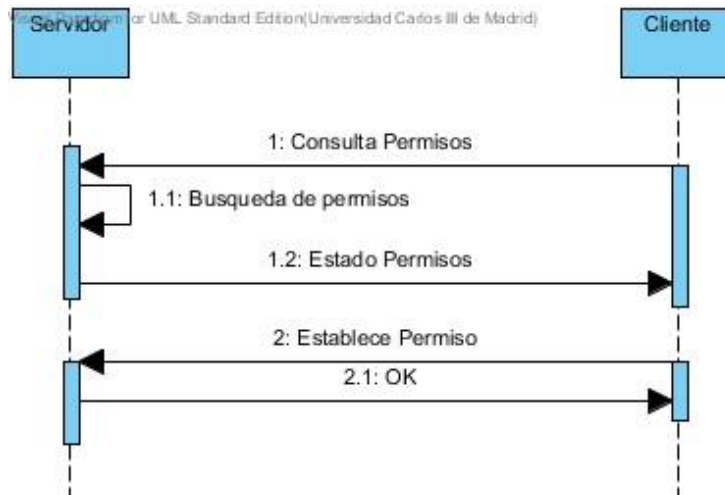 or UML Standard Edition(Universidad Carlos III de Madrid)
Servidor
Cliente
1: Consulta Permisos
1.1: Busqueda de permisos
1.2: Estado Permisos
2: Establece Permiso
2.1: OK